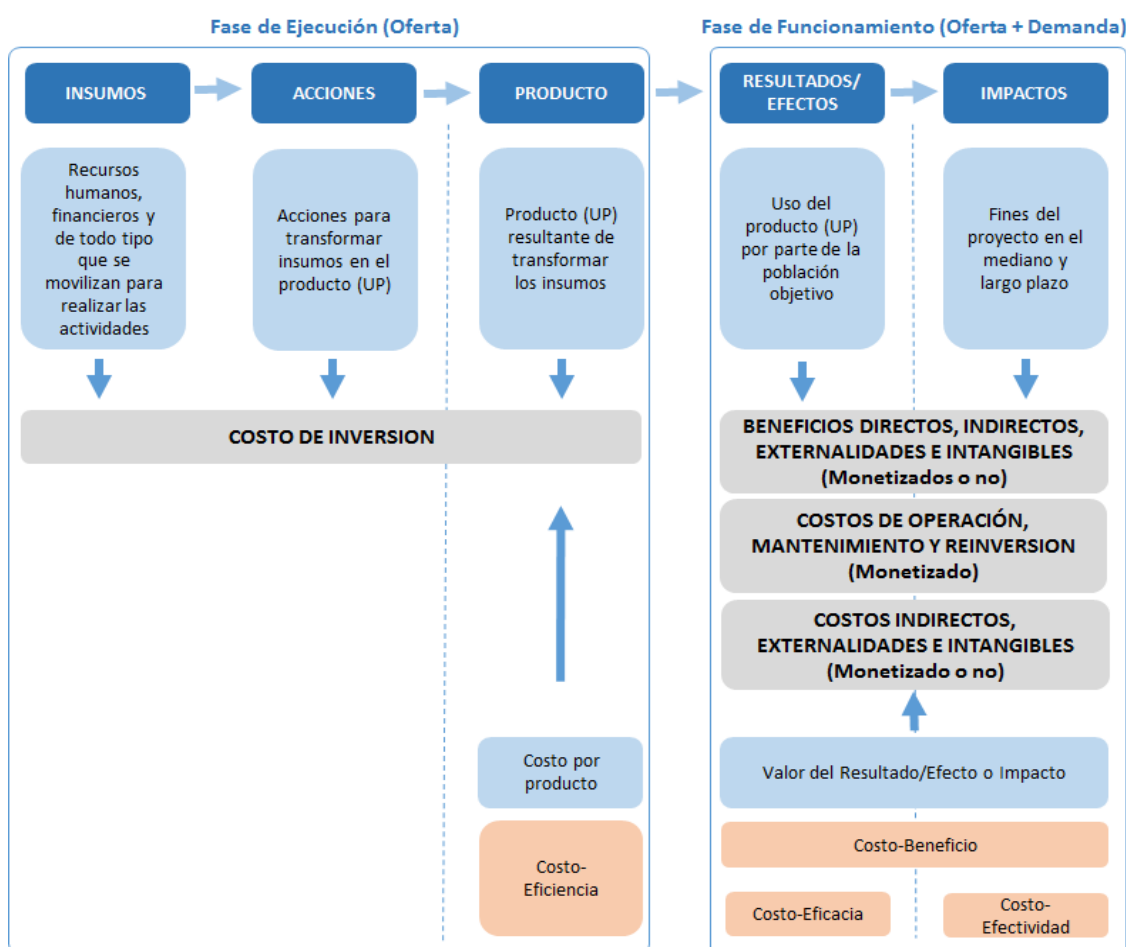 Fase de Ejecución (Oferta)
Fase de Funcionamiento (Oferta + Demanda)
INSUMOS
ACCIONES
PRODUCTO
RESULTADOS/
EFECTOS
IMPACTOS
Recursos
humanos,
financieros y
de todo tipo
que se
movilizan para
realizar las
actividades
Acciones para
transformar
insumos en el
producto (UP)
Producto (UP)
resultante de
transformar
los insumos
Uso del
producto (UP)
por parte de la
población
objetivo
Fines del
proyecto en el
mediano y
largo plazo
COSTO DE INVERSION
BENEFICIOS DIRECTOS, INDIRECTOS,
EXTERNALIDADES E INTANGIBLES
(Monetizados o no)
COSTOS DE OPERACIÓN,
MANTENIMIENTO Y REINVERSION
(Monetizado)
COSTOS INDIRECTOS,
EXTERNALIDADES E INTANGIBLES
(Monetizado o no)
Costo por
producto
Valor del Resultado/Efecto o Impacto
Costo-
Eficiencia
Costo-Beneficio
Costo-Eficacia
Costo-
Efectividad